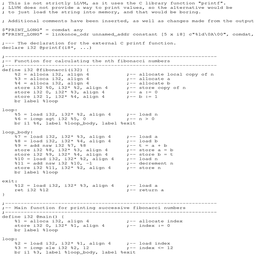 ; This is not strictly LLVM, as it uses the C library function "printf".
; LLVM does not provide a way to print values, so the alternative would be
; to just load the string into memory, and that would be boring.
; Additional comments have been inserted, as well as changes made from the output
$"PRINT_LONG" = comdat any
@"PRINT_LONG" = linkonce_odr unnamed_addr constant [5 x i8] c"%ld\0A\00", comdat,
;--- The declaration for the external C printf function.
declare i32 @printf(i8*, ...)
;-- Function for calculating the nth fibonacci numbers
define i32 @fibonacci(i32) {
%2 = alloca i32, align 4 ;-- allocate local copy of n
%3 = alloca i32, align 4 ;-- allocate a
%4 = alloca i32, align 4 ;-- allocate b
store i32 %0, i32* %2, align 4 ;-- store copy of n
store i32 0, i32* %3, align 4 ;-- a := 0
store i32 1, i32* %4, align 4 ;-- b := 1
br label %loop
loop:
%5 = load i32, i32* %2, align 4 ;-- load n
%6 = icmp sgt i32 %5, 0 ;-- n > 0
br i1 %6, label %loop_body, label %exit
loop_body:
%7 = load i32, i32* %3, align 4 ;-- load a
%8 = load i32, i32* %4, align 4 ;-- load b
%9 = add nsw i32 %7, %8 ;-- t = a + b
store i32 %8, i32* %3, align 4 ;-- store a = b
store i32 %9, i32* %4, align 4 ;-- store b = t
%10 = load i32, i32* %2, align 4 ;-- load n
%11 = add nsw i32 %10, -1 ;-- decrement n
store i32 %11, i32* %2, align 4 ;-- store n
br label %loop
exit:
%12 = load i32, i32* %3, align 4 ;-- load a
ret i32 %12 ;-- return a
}
;-- Main function for printing successive fibonacci numbers
define i32 @main() {
%1 = alloca i32, align 4 ;-- allocate index
store i32 0, i32* %1, align 4 ;-- index := 0
br label %loop
loop:
%2 = load i32, i32* %1, align 4 ;-- load index
%3 = icmp sle i32 %2, 12 ;-- index <= 12
br i1 %3, label %loop_body, label %exit